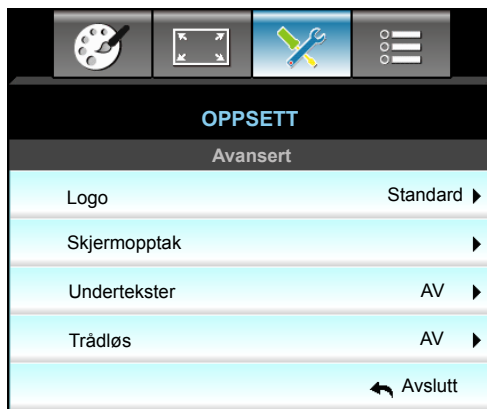 OPPSETT
Avansert
Logo Standard
Skjermopptak
Undertekster AV
Trådløs AV
Avslutt